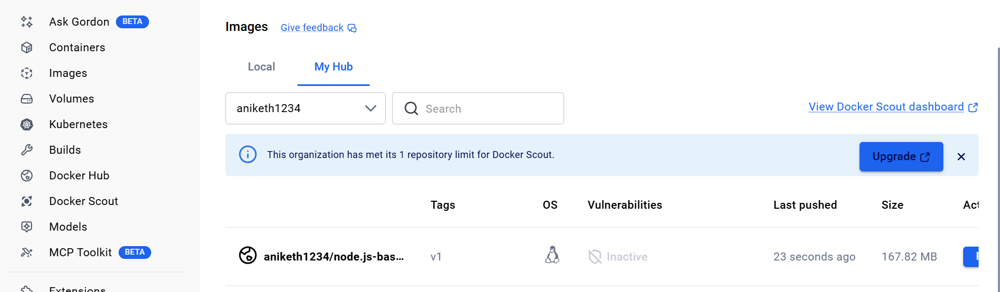 Ask Gordon BETA
Containers
Images
Volumes
Kubernetes
Builds
Docker Hub
Docker Scout
Models
MCP Toolkit BETA
Extensions
Images Give feedback
Local My Hub
aniketh1234 Search View Docker Scout dashboard
This organization has met its 1 repository limit for Docker Scout. Upgrade
Tags OS Vulnerabilities Last pushed Size Act
aniketh1234/node.js-bas... v1 Inactive 23 seconds ago 167.82 MB